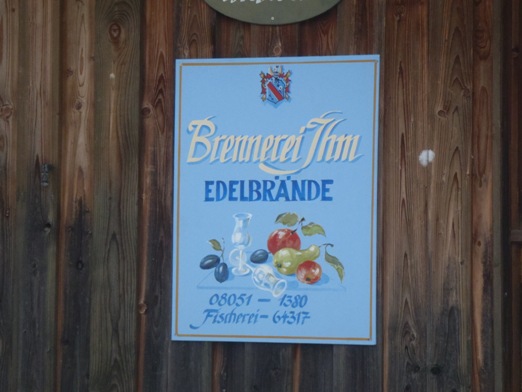 Brennerei Ihm
EDELBRÄNDE
08051 - 1380
Fischerei - 64317